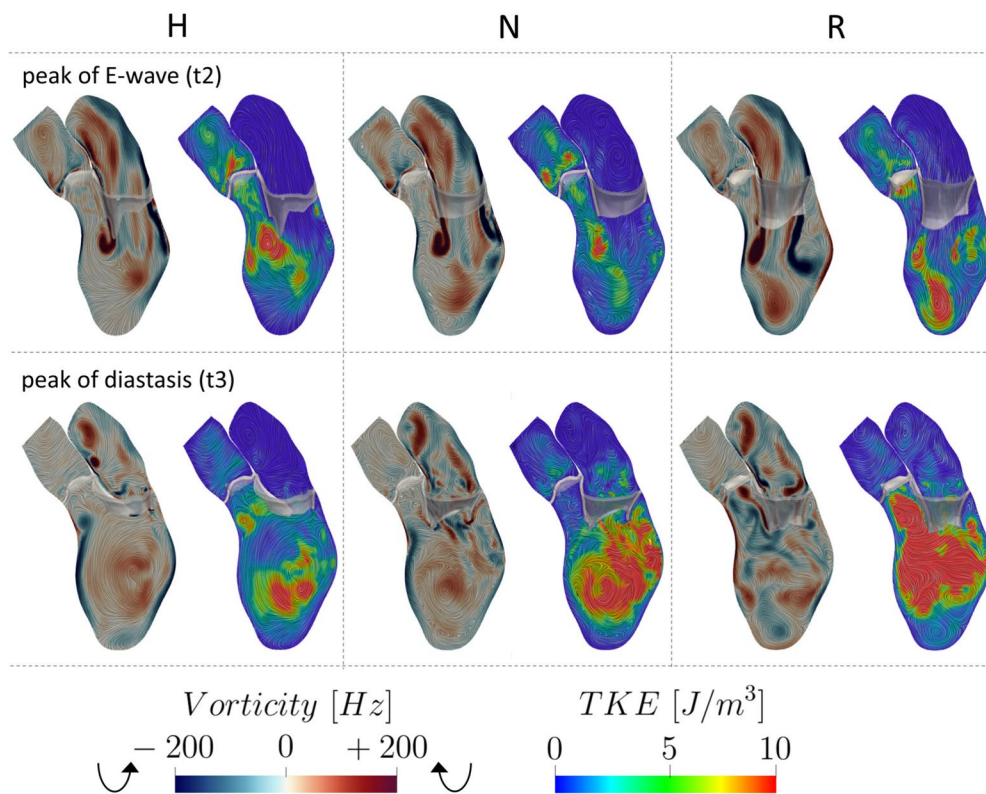 H N R
peak of E-wave (t2)
peak of diastasis (t3)
Vorticity [Hz] TKE [J/m³]
− 200 0 + 200 0 5 10